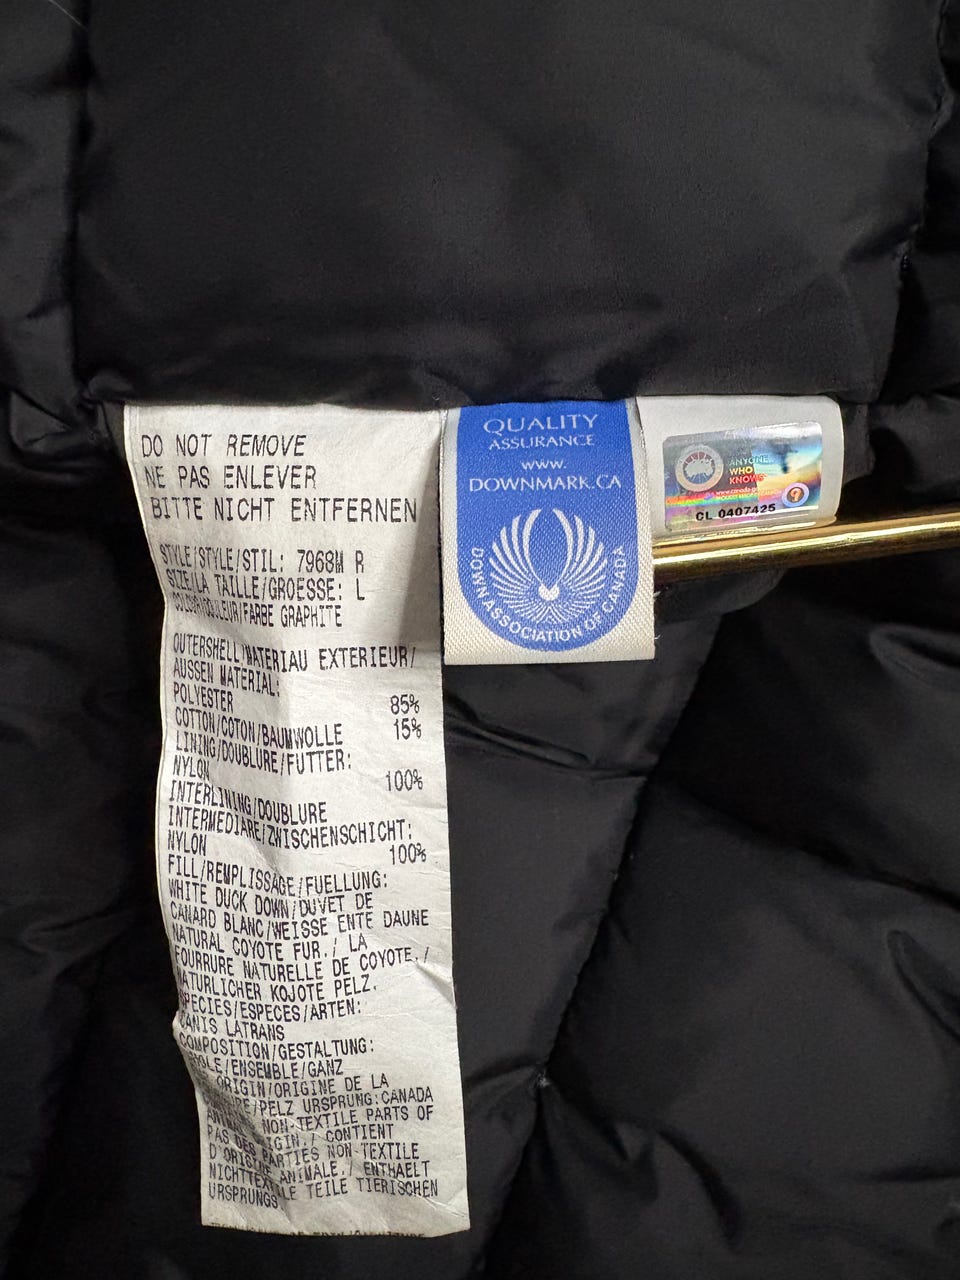 DO NOT REMOVE
NE PAS ENLEVER
BITTE NICHT ENTFERNEN
STYLE/STYLE/STIL: 7968M R
SIZE/LA TAILLE/GROESSE: L
COLOUR/COULEUR/FARBE GRAPHITE
OUTERSHELL/MATERIAU EXTERIEUR/
AUSSEN MATERIAL:
POLYESTER 85%
COTTON/COTON/BAUMWOLLE 15%
LINING/DOUBLURE/FUTTER:
NYLON 100%
INTERLINING/DOUBLURE
INTERMEDIARE/ZWISCHENSCHICHT:
NYLON 100%
FILL/REMPLISSAGE/FUELLUNG:
WHITE DUCK DOWN/DUVET DE
CANARD BLANC/WEISSE ENTE DAUNE
NATURAL COYOTE FUR./ LA
FOURRURE NATURELLE DE COYOTE./
NATURLICHER KOJOTE PELZ.
SPECIES/ESPECES/ARTEN:
CANIS LATRANS
COMPOSITION/GESTALTUNG:
/ENSEMBLE/GANZ
ORIGIN/ORIGINE DE LA
/PELZ URSPRUNG:CANADA
NON-TEXTILE PARTS OF
ORIGIN./ CONTIENT
DES PARTIES NON TEXTILE
D'ORIGINE ANIMALE./ ENTHAELT
NICHTTEXTILE TEILE TIERISCHEN
URSPRUNGS
QUALITY
ASSURANCE
www.
DOWNMARK.CA
DOWN ASSOCIATION OF CANADA
ANYONE
WHO
KNOWS
CL 0407425